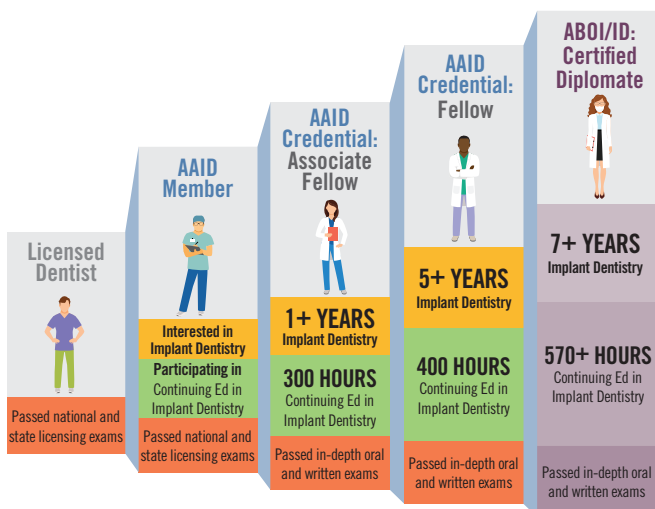 Licensed
Dentist
Passed national and
state licensing exams
AAID
Member
Interested in
Implant Dentistry
Participating in
Continuing Ed in
Implant Dentistry
Passed national and
state licensing exams
AAID
Credential:
Associate
Fellow
1+ YEARS
Implant Dentistry
300 HOURS
Continuing Ed in
Implant Dentistry
Passed in-depth oral
and written exams
AAID
Credential:
Fellow
5+ YEARS
Implant Dentistry
400 HOURS
Continuing Ed in
Implant Dentistry
Passed in-depth oral
and written exams
ABOI/ID:
Certified
Diplomate
7+ YEARS
Implant Dentistry
570+ HOURS
Continuing Ed in
Implant Dentistry
Passed in-depth oral
and written exams